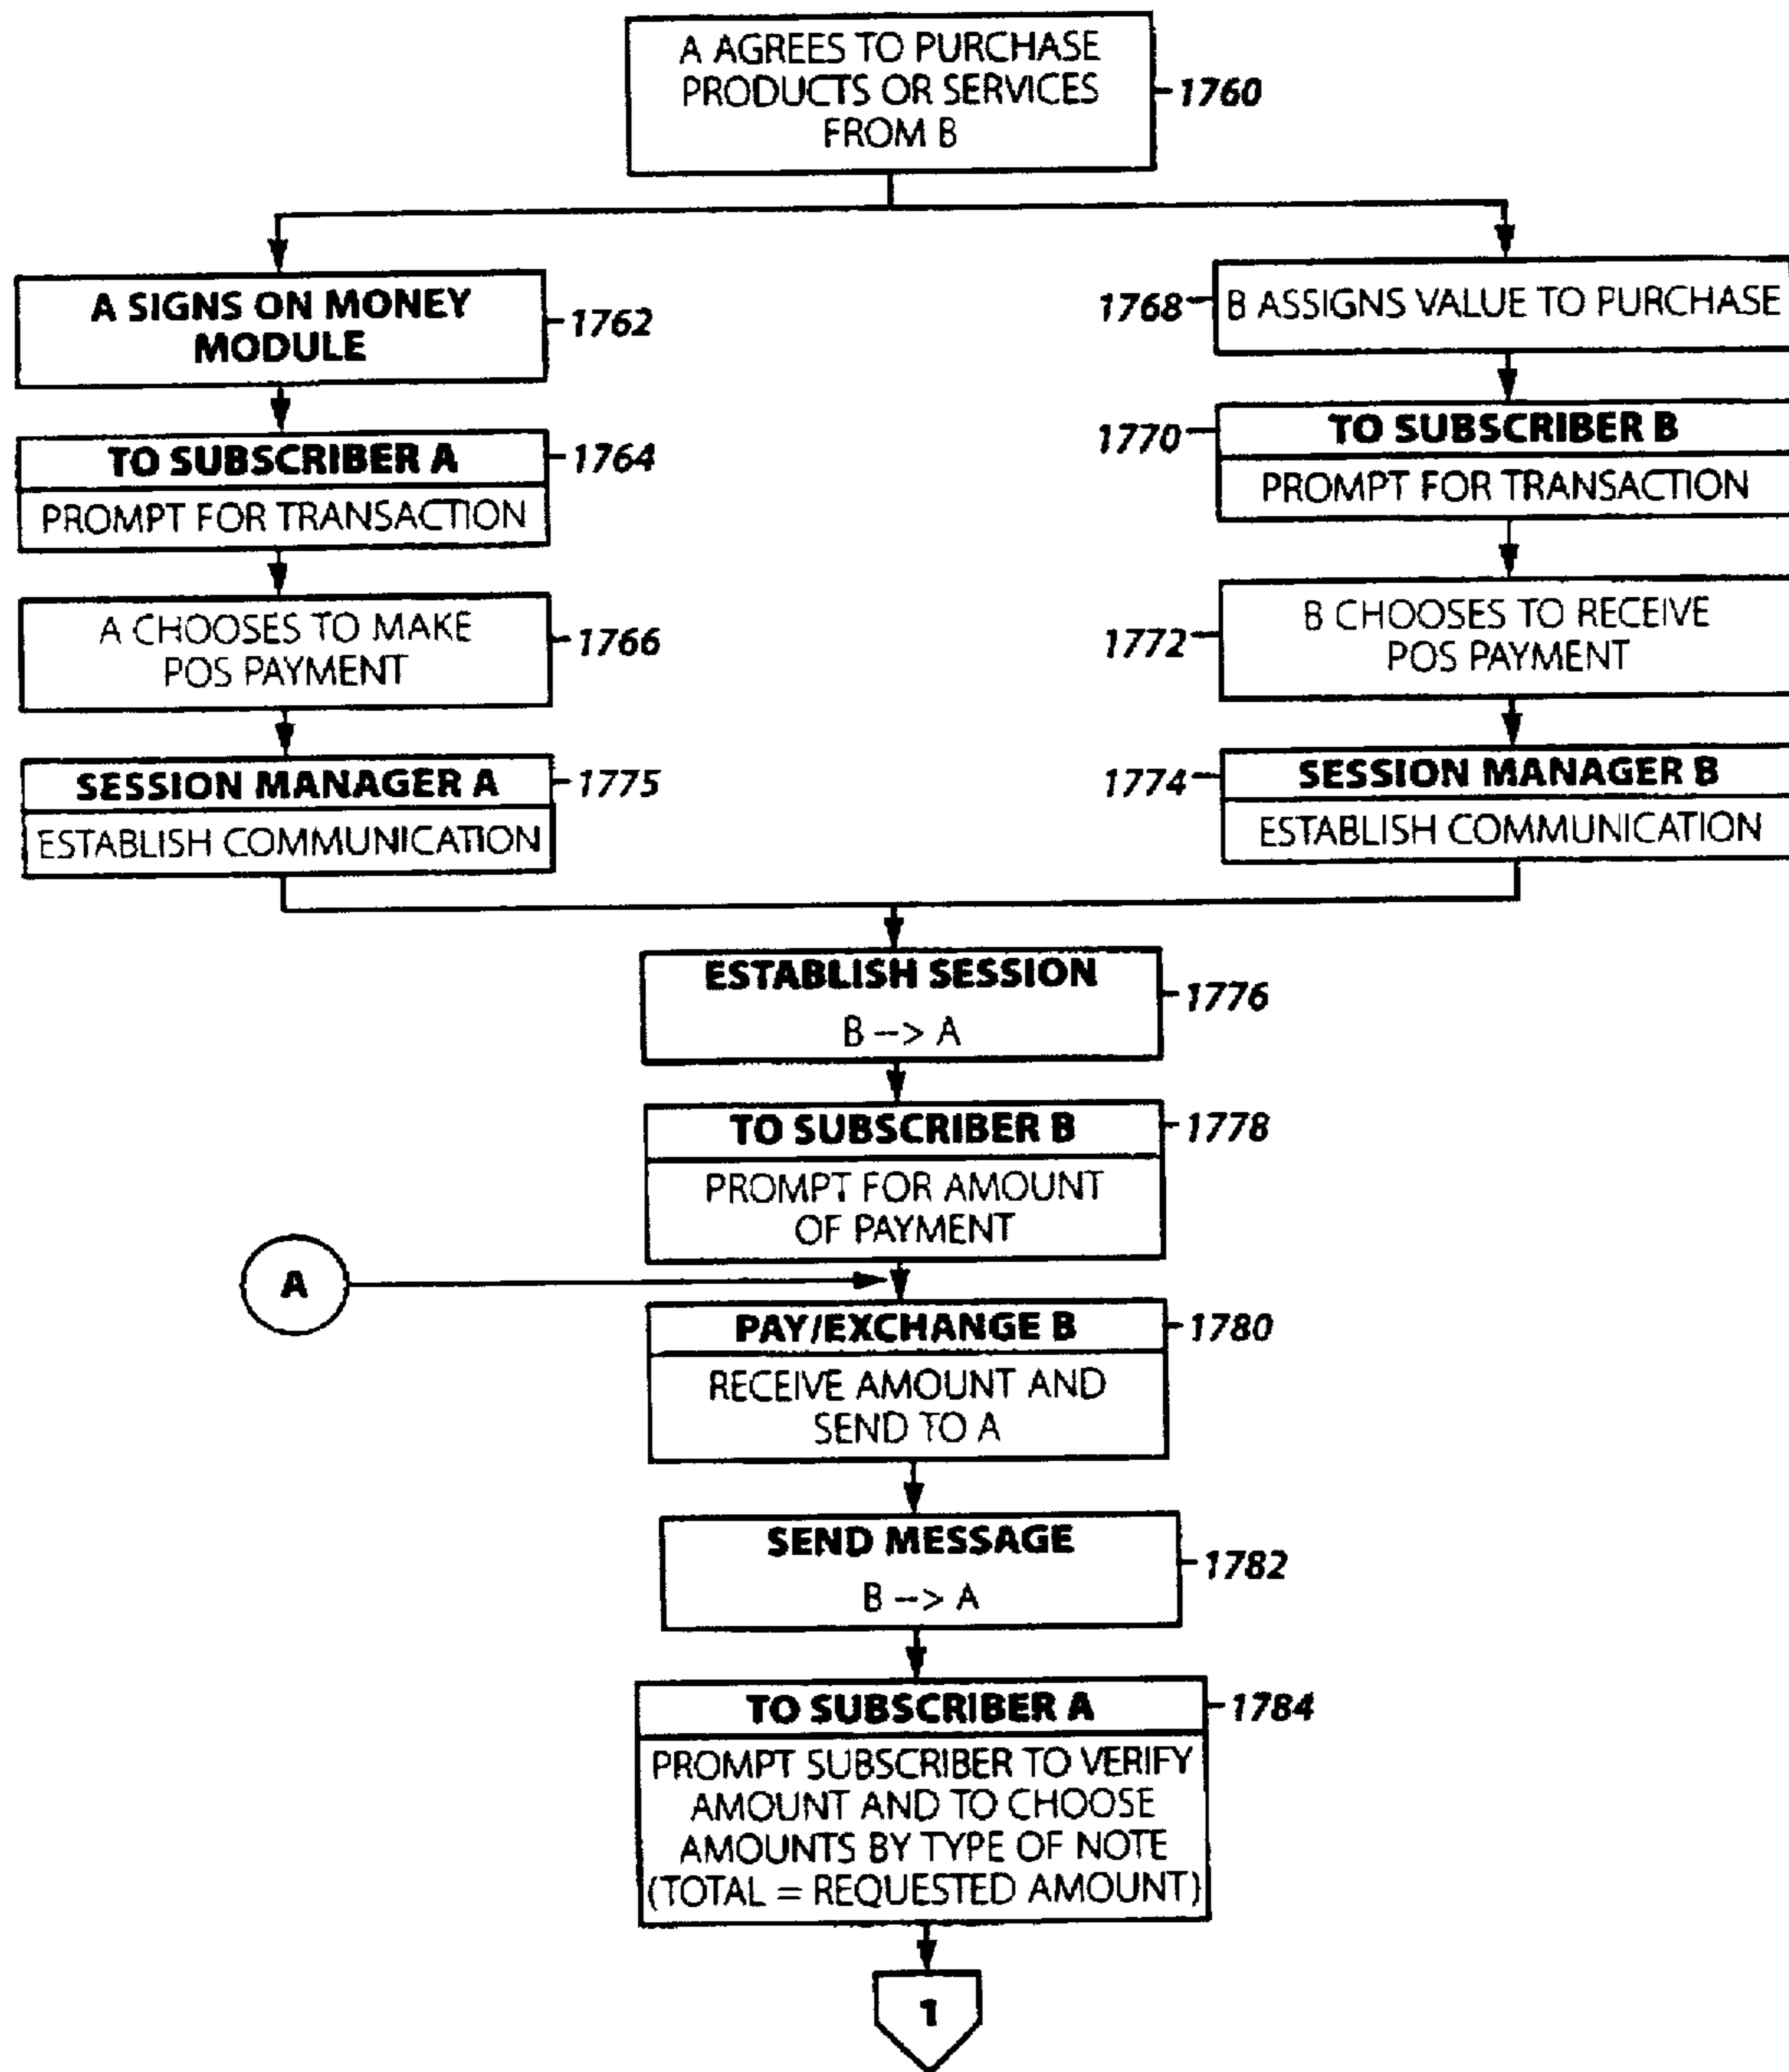 A AGREES TO PURCHASE
PRODUCTS OR SERVICES
FROM B
1760
A SIGNS ON MONEY
MODULE
1762
TO SUBSCRIBER A
1764
PROMPT FOR TRANSACTION
A CHOOSES TO MAKE
POS PAYMENT
1766
SESSION MANAGER A
1775
ESTABLISH COMMUNICATION
1768
B ASSIGNS VALUE TO PURCHASE
1770
TO SUBSCRIBER B
PROMPT FOR TRANSACTION
1772
B CHOOSES TO RECEIVE
POS PAYMENT
1774
SESSION MANAGER B
ESTABLISH COMMUNICATION
ESTABLISH SESSION
1776
B --> A
TO SUBSCRIBER B
1778
PROMPT FOR AMOUNT
OF PAYMENT
A
PAY/EXCHANGE B
1780
RECEIVE AMOUNT AND
SEND TO A
SEND MESSAGE
1782
B --> A
TO SUBSCRIBER A
1784
PROMPT SUBSCRIBER TO VERIFY
AMOUNT AND TO CHOOSE
AMOUNTS BY TYPE OF NOTE
(TOTAL = REQUESTED AMOUNT)
1